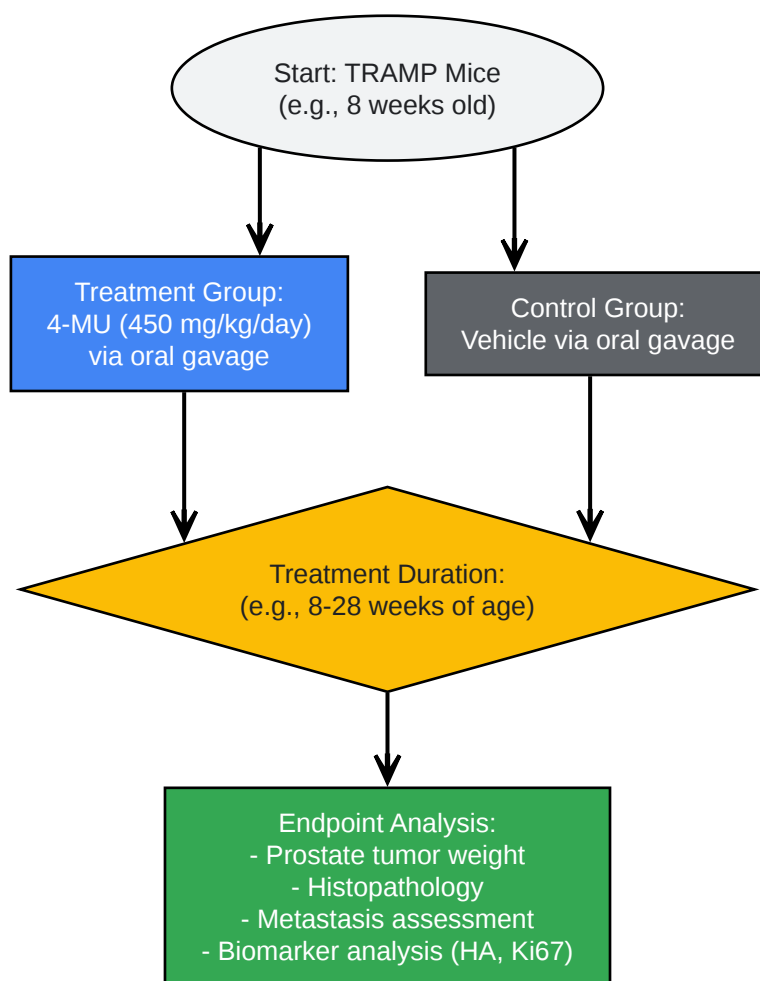 Start: TRAMP Mice
(e.g., 8 weeks old)
Treatment Group:
4-MU (450 mg/kg/day)
via oral gavage
Control Group:
Vehicle via oral gavage
Treatment Duration:
(e.g., 8-28 weeks of age)
Endpoint Analysis:
- Prostate tumor weight
- Histopathology
- Metastasis assessment
- Biomarker analysis (HA, Ki67)